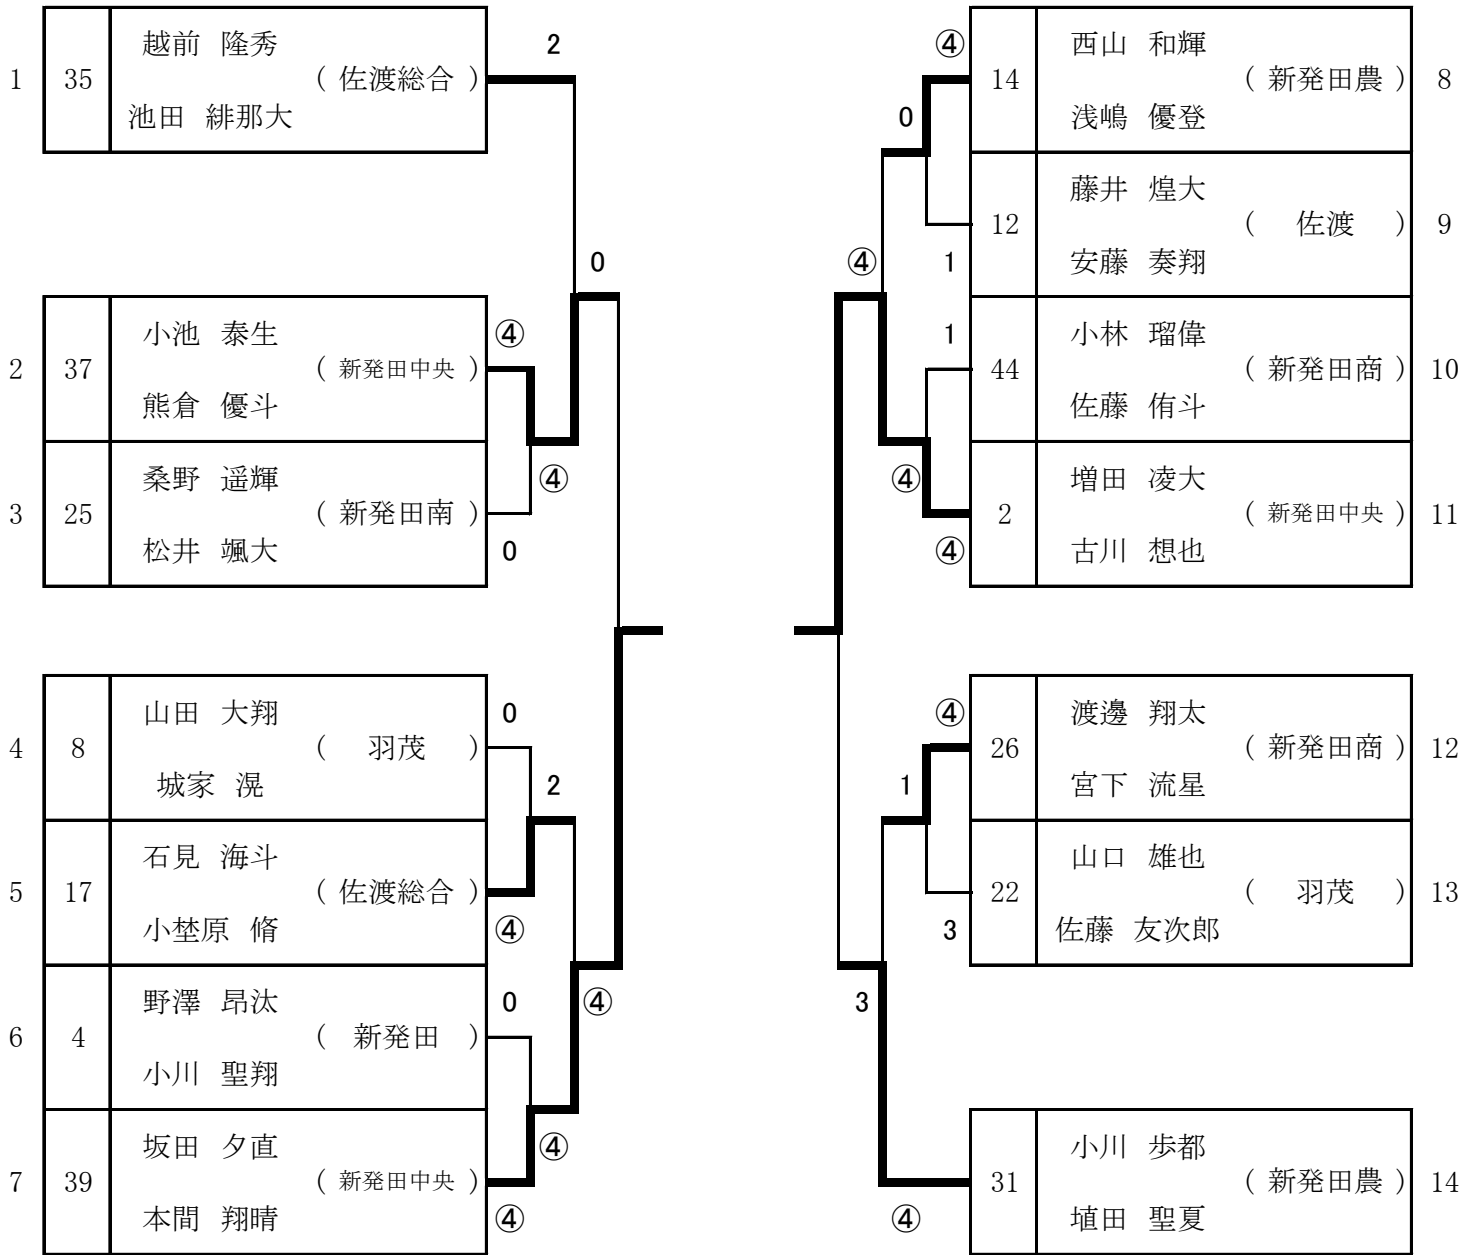 1 35 越前 隆秀 ( 佐渡総合 ) 2
池田 緋那大
0
2 37 小池 泰生 ( 新発田中央 ) ④
熊倉 優斗
④
3 25 桑野 遥輝 ( 新発田南 ) 0
松井 颯大
4 8 山田 大翔 ( 羽茂 ) 0
城家 滉
2
5 17 石見 海斗 ( 佐渡総合 ) ④
小埜原 脩
④
6 4 野澤 昂汰 ( 新発田 ) 0
小川 聖翔
④
7 39 坂田 夕直 ( 新発田中央 ) ④
本間 翔晴
④ 14 西山 和輝 ( 新発田農 ) 8
浅嶋 優登
0
1 12 藤井 煌大 ( 佐渡 ) 9
安藤 奏翔
④
1 44 小林 瑠偉 ( 新発田商 ) 10
佐藤 侑斗
④
④ 2 増田 凌大 ( 新発田中央 ) 11
古川 想也
④ 26 渡邊 翔太 ( 新発田商 ) 12
宮下 流星
1
3 22 山口 雄也 ( 羽茂 ) 13
佐藤 友次郎
3
④ 31 小川 歩都 ( 新発田農 ) 14
埴田 聖夏